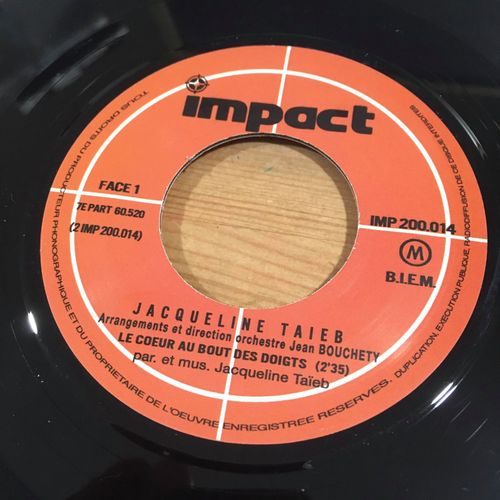 impact
FACE 1
7E PART 60.520
(2 IMP 200.014)
IMP 200.014
M
B.I.E.M.
JACQUELINE TAIEB
Arrangements et direction orchestre Jean BOUCHETY
LE COEUR AU BOUT DES DOIGTS (2'35)
par. et mus. Jacqueline Taïeb
TOUS DROITS DU PRODUCTEUR PHONOGRAPHIQUE ET DU PROPRIETAIRE DE L'OEUVRE ENREGISTREE RESERVES. DUPLICATION, EXECUTION PUBLIQUE, RADIODIFFUSION DE CE DISQUE INTERDITES